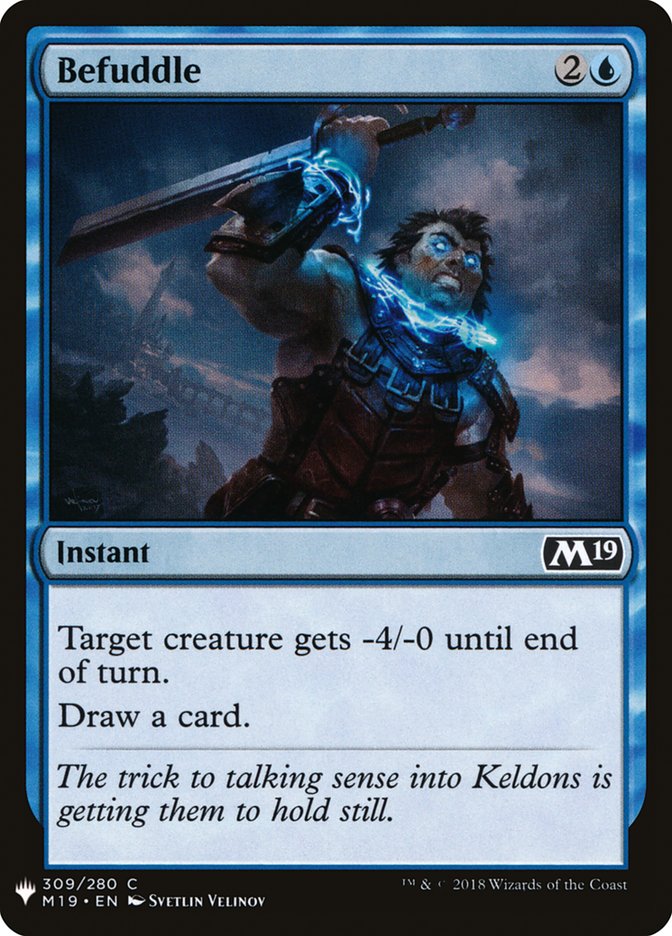 Befuddle 2
Instant M19
Target creature gets -4/-0 until end
of turn.
Draw a card.
The trick to talking sense into Keldons is
getting them to hold still.
309/280 C
M19 • EN Svetlin Velinov
™ & © 2018 Wizards of the Coast